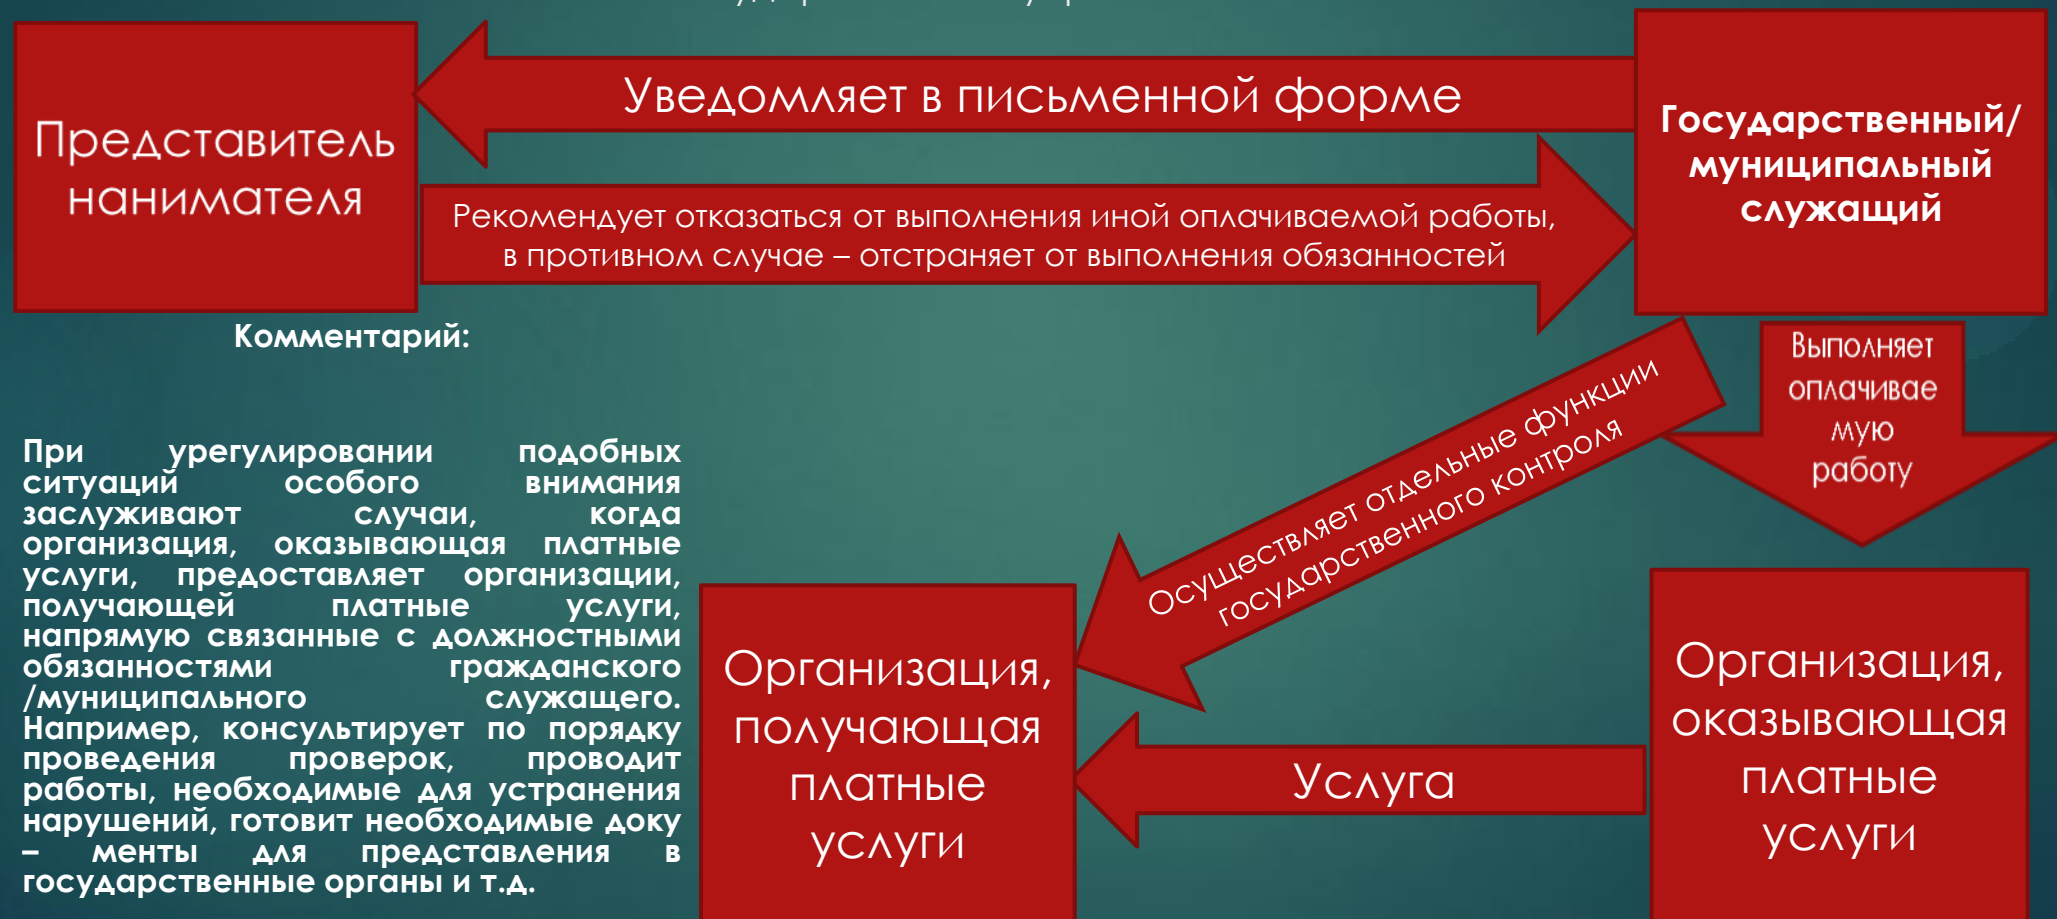 Представитель
нанимателя
Уведомляет в письменной форме
Рекомендует отказаться от выполнения иной оплачиваемой работы,
в противном случае – отстраняет от выполнения обязанностей
Государственный/
муниципальный
служащий
Комментарий:
При урегулировании подобных
ситуаций особого внимания
заслуживают случаи, когда
организация, оказывающая платные
услуги, предоставляет организации,
получающей платные услуги,
напрямую связанные с должностными
обязанностями гражданского
/муниципального служащего.
Например, консультирует по порядку
проведения проверок, проводит
работы, необходимые для устранения
нарушений, готовит необходимые доку
– менты для представления в
государственные органы и т.д.
Выполняет
оплачивае
мую
работу
Осуществляет отдельные функции
государственного контроля
Организация,
получающая
платные
услуги
Услуга
Организация,
оказывающая
платные
услуги